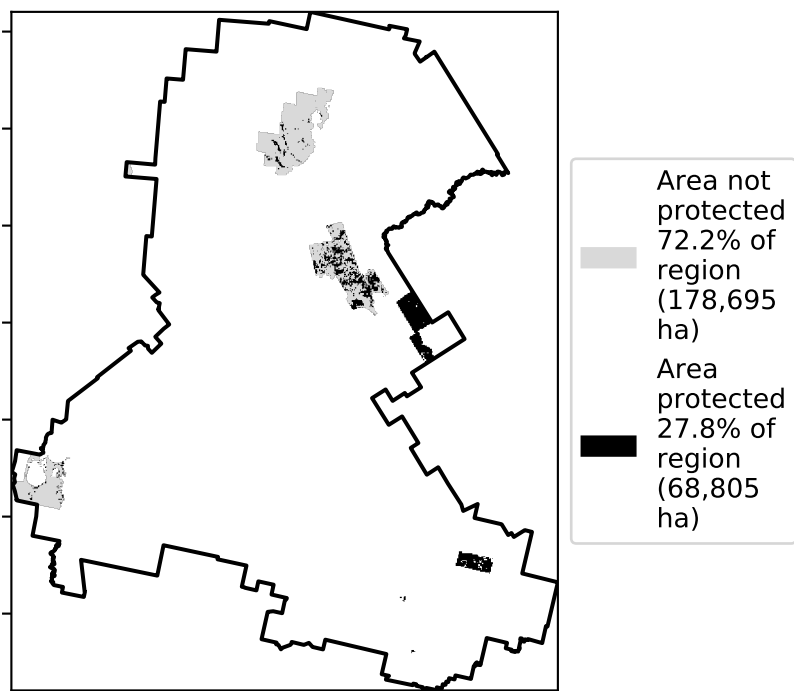 Area not
protected
72.2% of
region
(178,695
ha)
Area
protected
27.8% of
region
(68,805
ha)